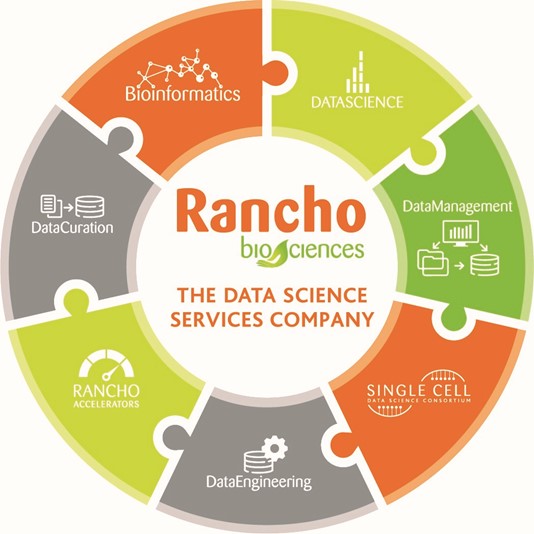 Bioinformatics
DATASCIENCE
DataManagement
DataCuration
Rancho
biosciences
THE DATA SCIENCE
SERVICES COMPANY
RANCHO
ACCELERATORS
SINGLE CELL
DATA SCIENCE CONSORTIUM
DataEngineering